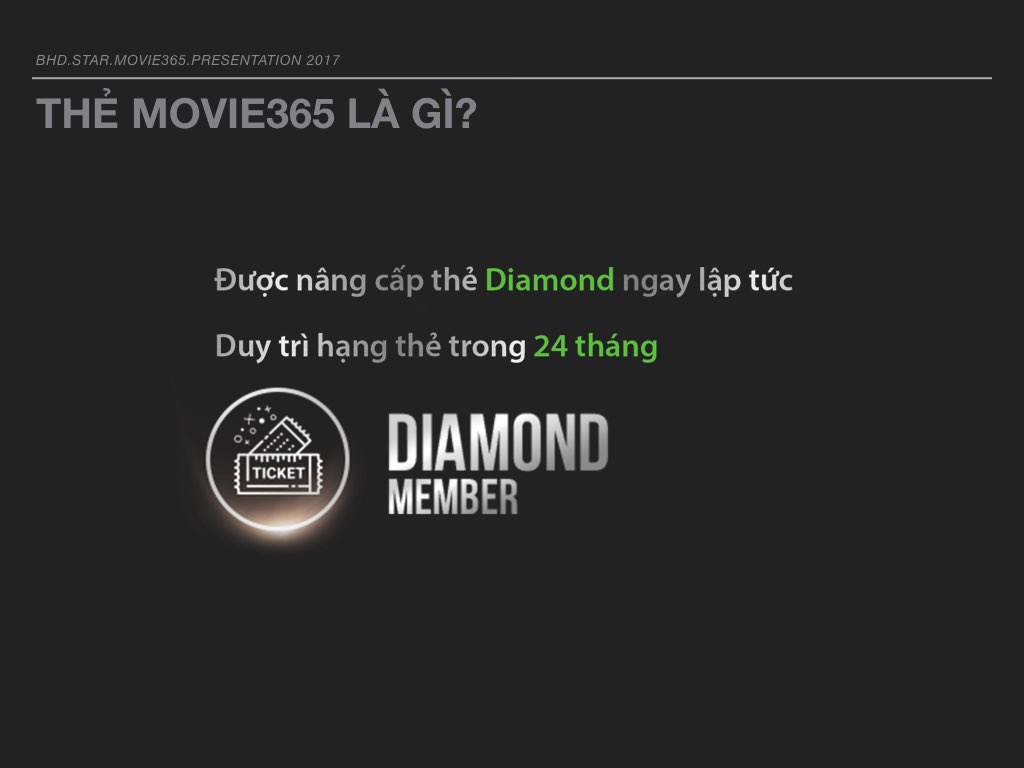 BHD.STAR.MOVIE365.PRESENTATION 2017
THẺ MOVIE365 LÀ GÌ?
Được nâng cấp thẻ Diamond ngay lập tức
Duy trì hạng thẻ trong 24 tháng
TICKET
DIAMOND
MEMBER